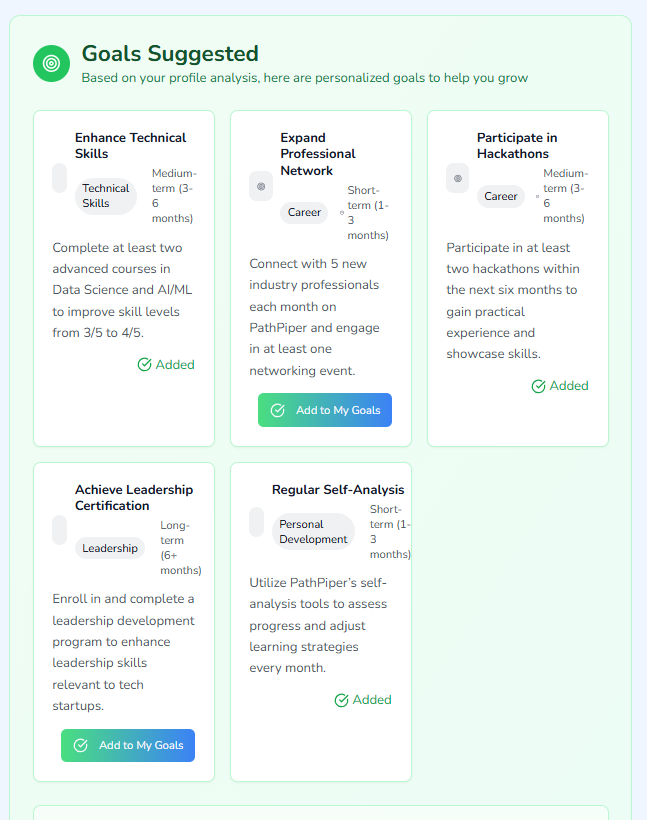 Goals Suggested
Based on your profile analysis, here are personalized goals to help you grow
Enhance Technical
Skills
Technical
Skills
Medium-
term (3-
6
months)
Complete at least two
advanced courses in
Data Science and AI/ML
to improve skill levels
from 3/5 to 4/5.
Added
Expand
Professional
Network
Career
Short-
term (1-
3
months)
Connect with 5 new
industry professionals
each month on
PathPiper and engage
in at least one
networking event.
Add to My Goals
Participate in
Hackathons
Career
Medium-
term (3-
6
months)
Participate in at least
two hackathons within
the next six months to
gain practical
experience and
showcase skills.
Added
Achieve Leadership
Certification
Leadership
Long-
term
(6+
months)
Enroll in and complete a
leadership development
program to enhance
leadership skills
relevant to tech
startups.
Add to My Goals
Regular Self-Analysis
Personal
Development
Short-
term (1-
3
months)
Utilize PathPiper's self-
analysis tools to assess
progress and adjust
learning strategies
every month.
Added